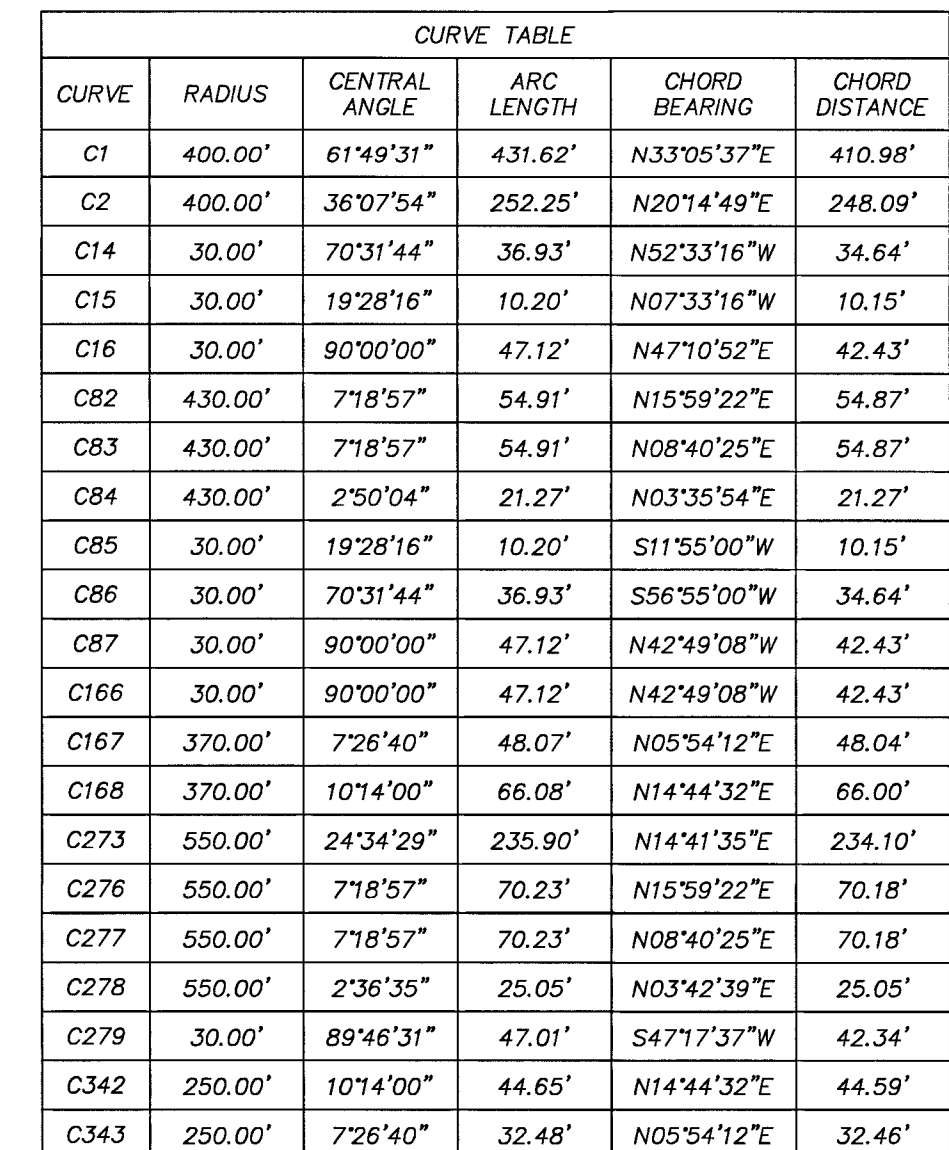 CURVE TABLE
CURVE RADIUS CENTRAL ANGLE ARC LENGTH CHORD BEARING CHORD DISTANCE
C1 400.00' 61°49'31" 431.62' N33°05'37"E 410.98'
C2 400.00' 36°07'54" 252.25' N20°14'49"E 248.09'
C14 30.00' 70°31'44" 36.93' N52°33'16"W 34.64'
C15 30.00' 19°28'16" 10.20' N07°33'16"W 10.15'
C16 30.00' 90°00'00" 47.12' N47°10'52"E 42.43'
C82 430.00' 7°18'57" 54.91' N15°59'22"E 54.87'
C83 430.00' 7°18'57" 54.91' N08°40'25"E 54.87'
C84 430.00' 2°50'04" 21.27' N03°35'54"E 21.27'
C85 30.00' 19°28'16" 10.20' S11°55'00"W 10.15'
C86 30.00' 70°31'44" 36.93' S56°55'00"W 34.64'
C87 30.00' 90°00'00" 47.12' N42°49'08"W 42.43'
C166 30.00' 90°00'00" 47.12' N42°49'08"W 42.43'
C167 370.00' 7°26'40" 48.07' N05°54'12"E 48.04'
C168 370.00' 10°14'00" 66.08' N14°44'32"E 66.00'
C273 550.00' 24°34'29" 235.90' N14°41'35"E 234.10'
C276 550.00' 7°18'57" 70.23' N15°59'22"E 70.18'
C277 550.00' 7°18'57" 70.23' N08°40'25"E 70.18'
C278 550.00' 2°36'35" 25.05' N03°42'39"E 25.05'
C279 30.00' 89°46'31" 47.01' S47°17'37"W 42.34'
C342 250.00' 10°14'00" 44.65' N14°44'32"E 44.59'
C343 250.00' 7°26'40" 32.48' N05°54'12"E 32.46'